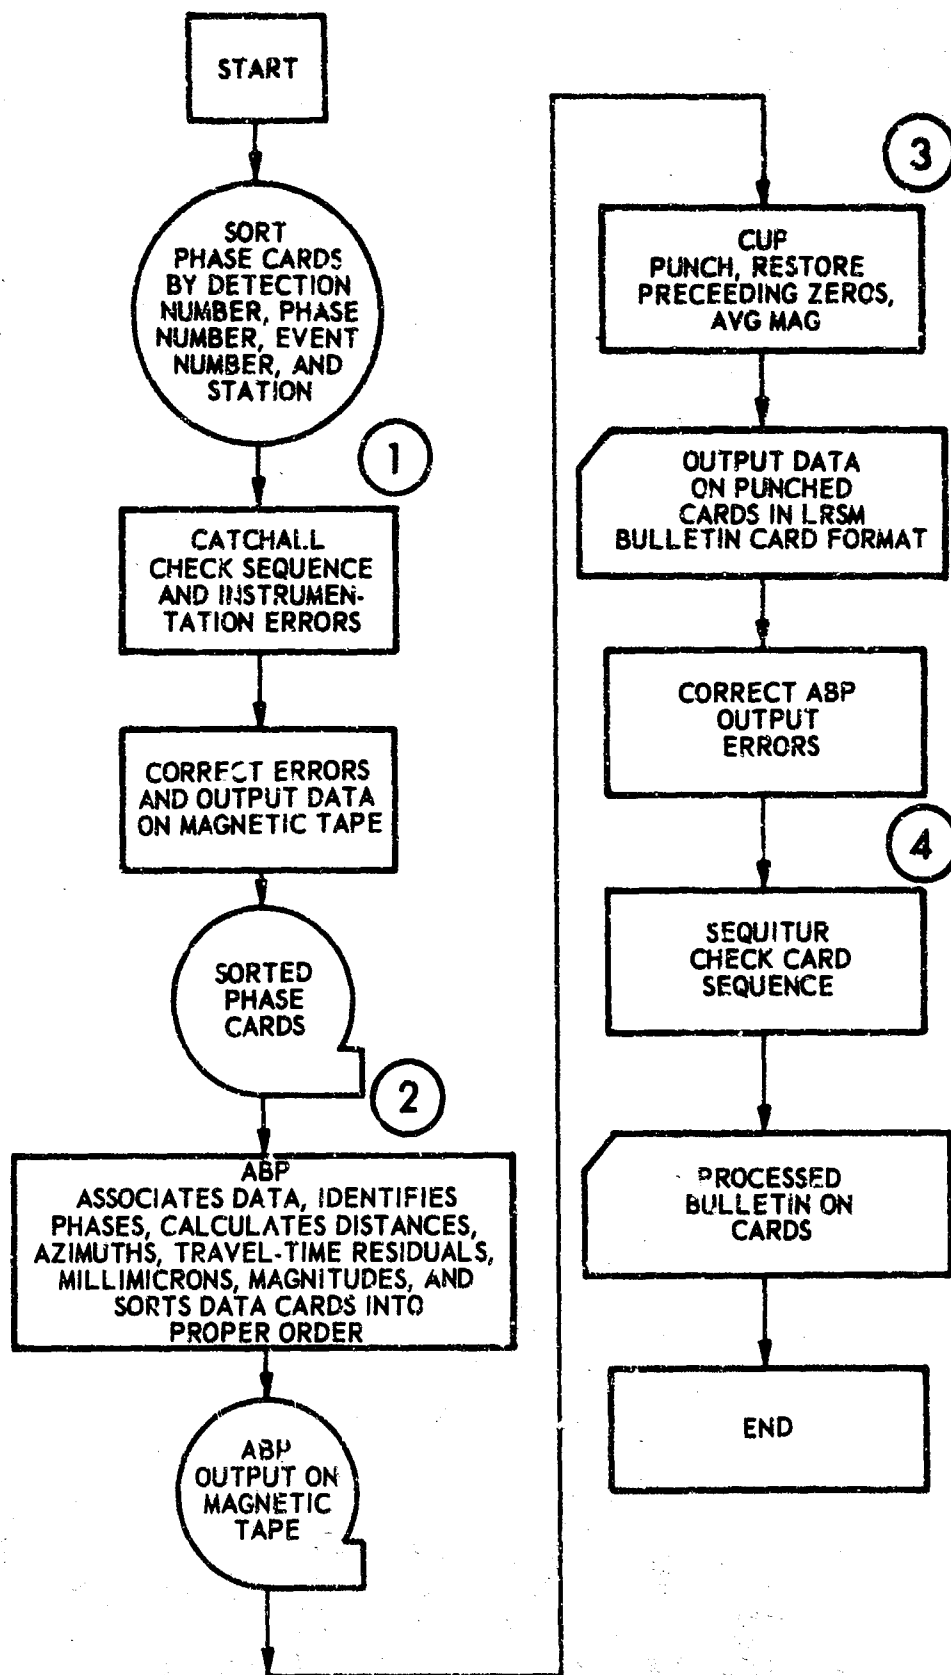 START
SORT
PHASE CARDS
BY DETECTION
NUMBER, PHASE
NUMBER, EVENT
NUMBER, AND
STATION
1
CATCHALL
CHECK SEQUENCE
AND INSTRUMEN-
TATION ERRORS
CORRECT ERRORS
AND OUTPUT DATA
ON MAGNETIC TAPE
SORTED
PHASE
CARDS
2
ABP
ASSOCIATES DATA, IDENTIFIES
PHASES, CALCULATES DISTANCES,
AZIMUTHS, TRAVEL-TIME RESIDUALS,
MILLIMICRONS, MAGNITUDES, AND
SORTS DATA CARDS INTO
PROPER ORDER
ABP
OUTPUT ON
MAGNETIC
TAPE
3
CUP
PUNCH, RESTORE
PRECEEDING ZEROS,
AVG MAG
OUTPUT DATA
ON PUNCHED
CARDS IN LRSM
BULLETIN CARD FORMAT
CORRECT ABP
OUTPUT
ERRORS
4
SEQUITUR
CHECK CARD
SEQUENCE
PROCESSED
BULLETIN ON
CARDS
END